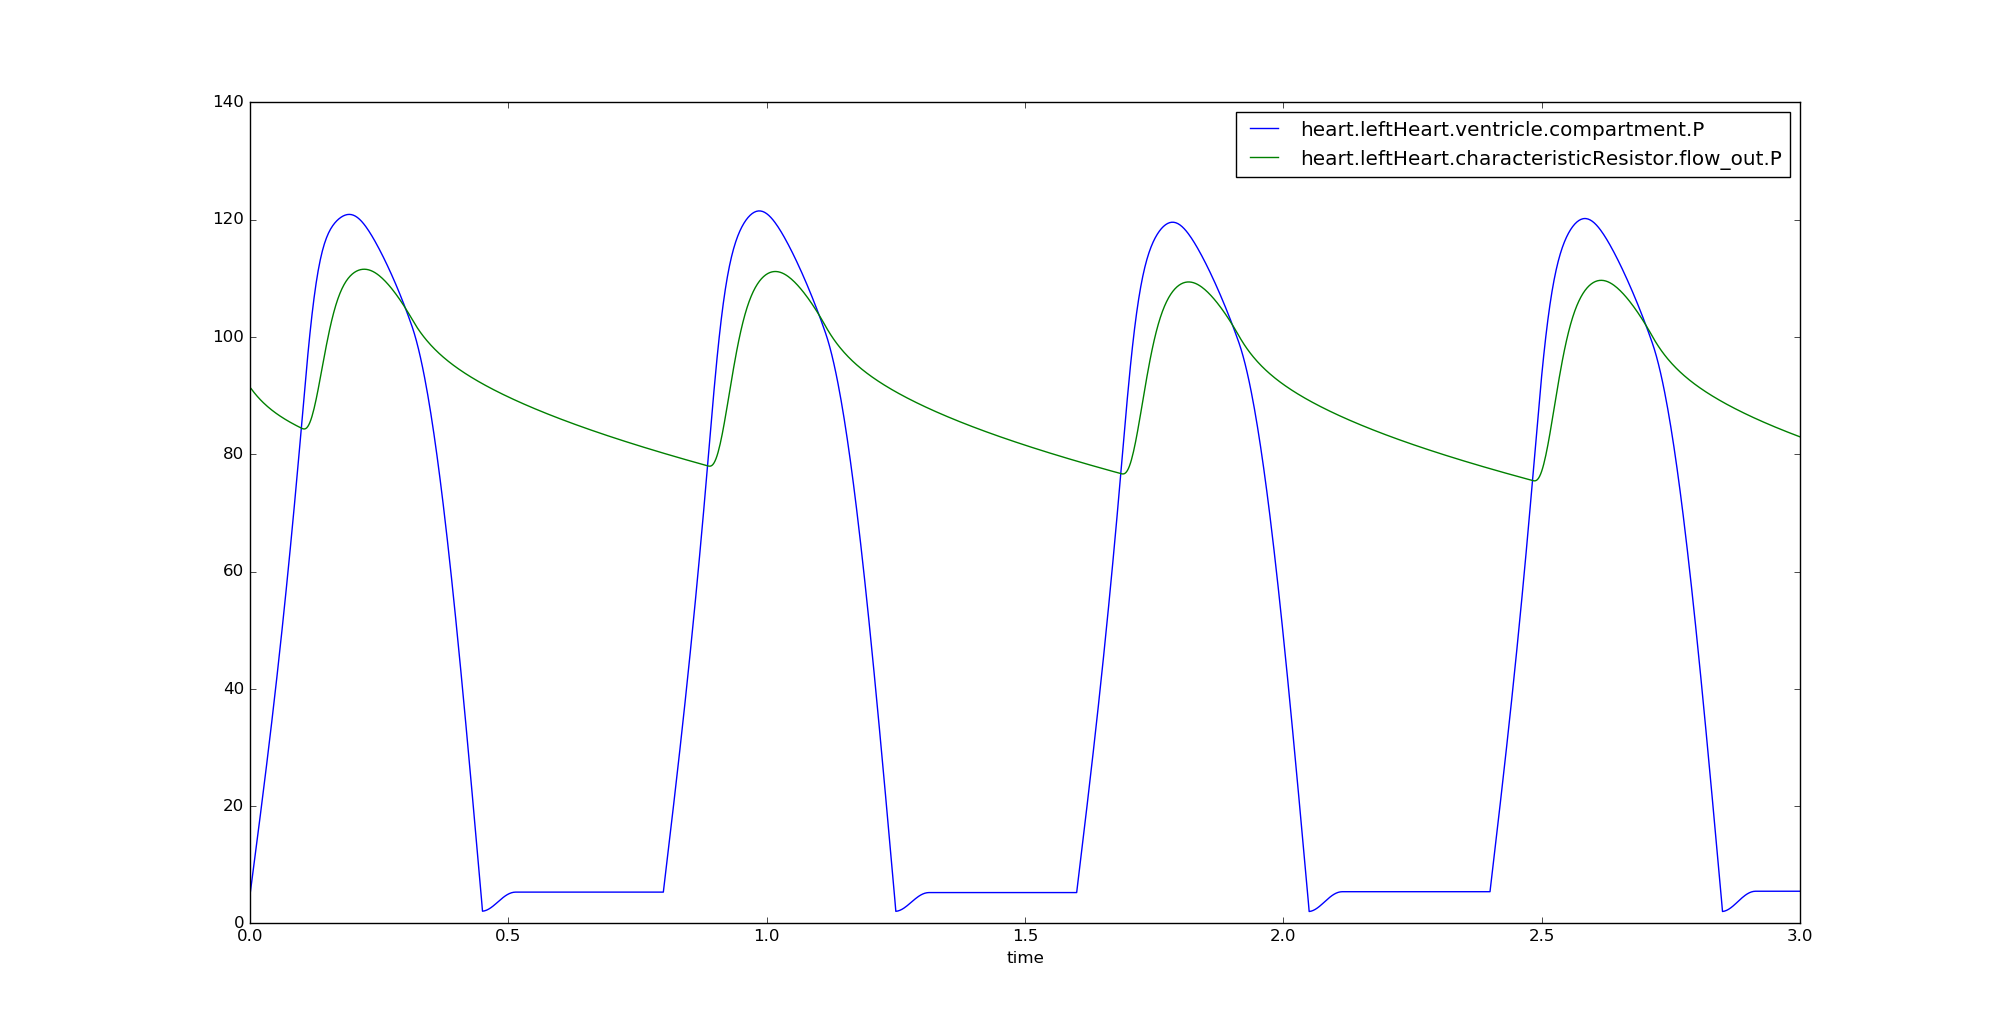 140
120
100
80
60
40
20
0
heart.leftHeart.ventricle.compartment.P
heart.leftHeart.characteristicResistor.flow_out.P
0.0 0.5 1.0 1.5 2.0 2.5 3.0
time